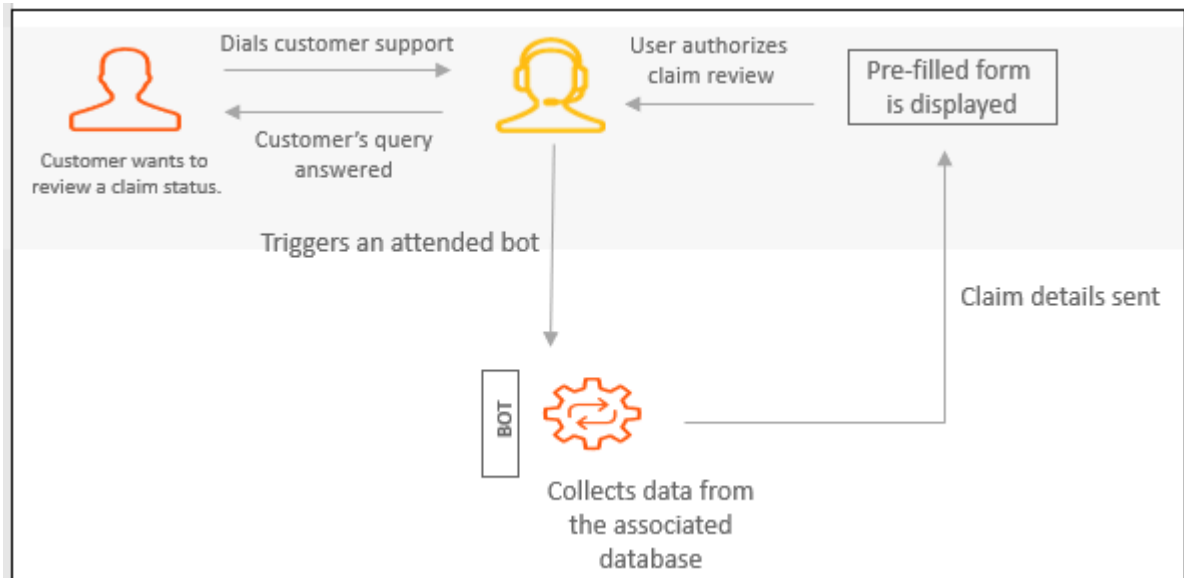 Dials customer support
Customer's query
answered
Customer wants to
review a claim status.
User authorizes
claim review
Pre-filled form
is displayed
Triggers an attended bot
Claim details sent
BOT
Collects data from
the associated
database